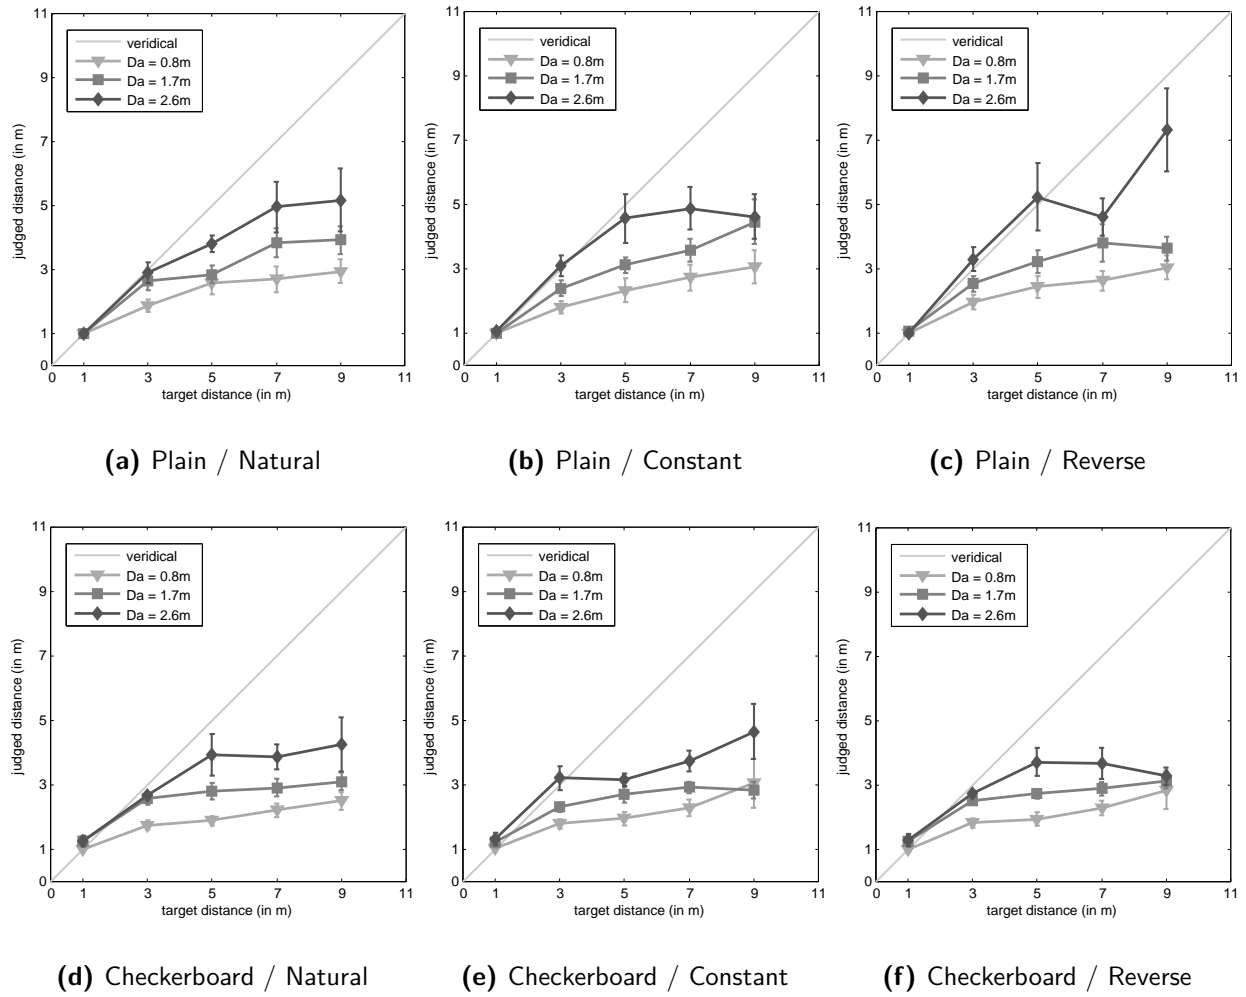 11
9
7
5
3
1
0
judged distance (in m)
veridical
Da = 0.8m
Da = 1.7m
Da = 2.6m
0 1 3 5 7 9 11
target distance (in m)
(a) Plain / Natural
11
9
7
5
3
1
0
judged distance (in m)
veridical
Da = 0.8m
Da = 1.7m
Da = 2.6m
0 1 3 5 7 9 11
target distance (in m)
(b) Plain / Constant
11
9
7
5
3
1
0
judged distance (in m)
veridical
Da = 0.8m
Da = 1.7m
Da = 2.6m
0 1 3 5 7 9 11
target distance (in m)
(c) Plain / Reverse
11
9
7
5
3
1
0
judged distance (in m)
veridical
Da = 0.8m
Da = 1.7m
Da = 2.6m
0 1 3 5 7 9 11
target distance (in m)
(d) Checkerboard / Natural
11
9
7
5
3
1
0
judged distance (in m)
veridical
Da = 0.8m
Da = 1.7m
Da = 2.6m
0 1 3 5 7 9 11
target distance (in m)
(e) Checkerboard / Constant
11
9
7
5
3
1
0
judged distance (in m)
veridical
Da = 0.8m
Da = 1.7m
Da = 2.6m
0 1 3 5 7 9 11
target distance (in m)
(f) Checkerboard / Reverse